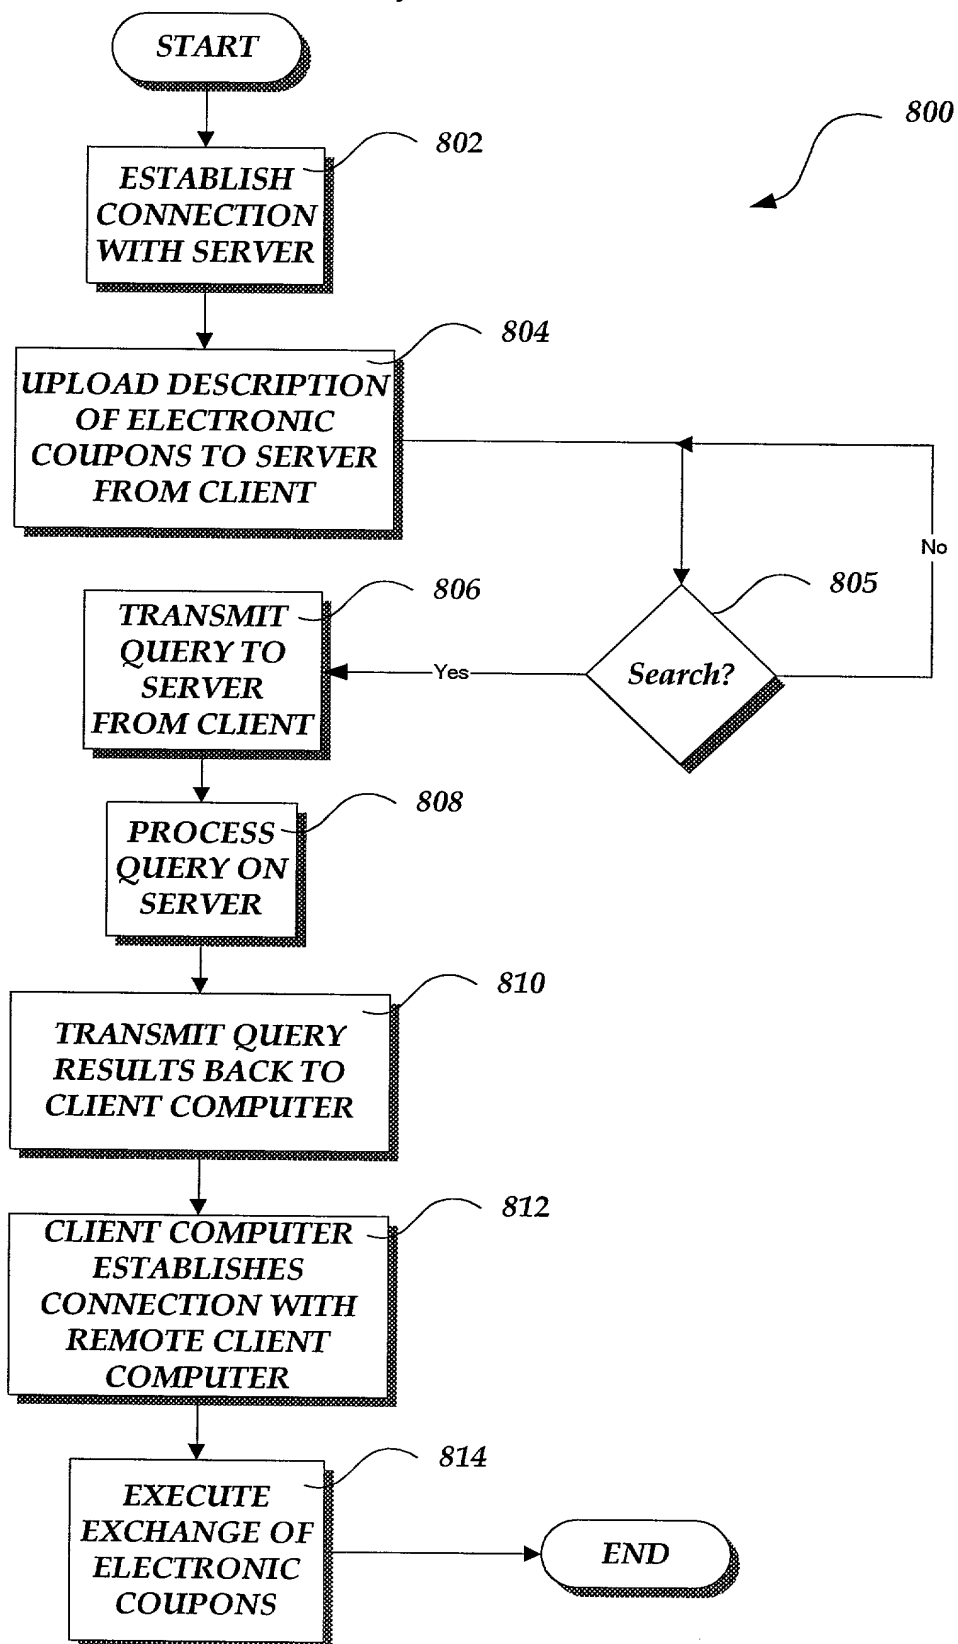 START
800
802
ESTABLISH
CONNECTION
WITH SERVER
804
UPLOAD DESCRIPTION
OF ELECTRONIC
COUPONS TO SERVER
FROM CLIENT
No
805
Search?
Yes
806
TRANSMIT
QUERY TO
SERVER
FROM CLIENT
808
PROCESS
QUERY ON
SERVER
810
TRANSMIT QUERY
RESULTS BACK TO
CLIENT COMPUTER
812
CLIENT COMPUTER
ESTABLISHES
CONNECTION WITH
REMOTE CLIENT
COMPUTER
814
EXECUTE
EXCHANGE OF
ELECTRONIC
COUPONS
END